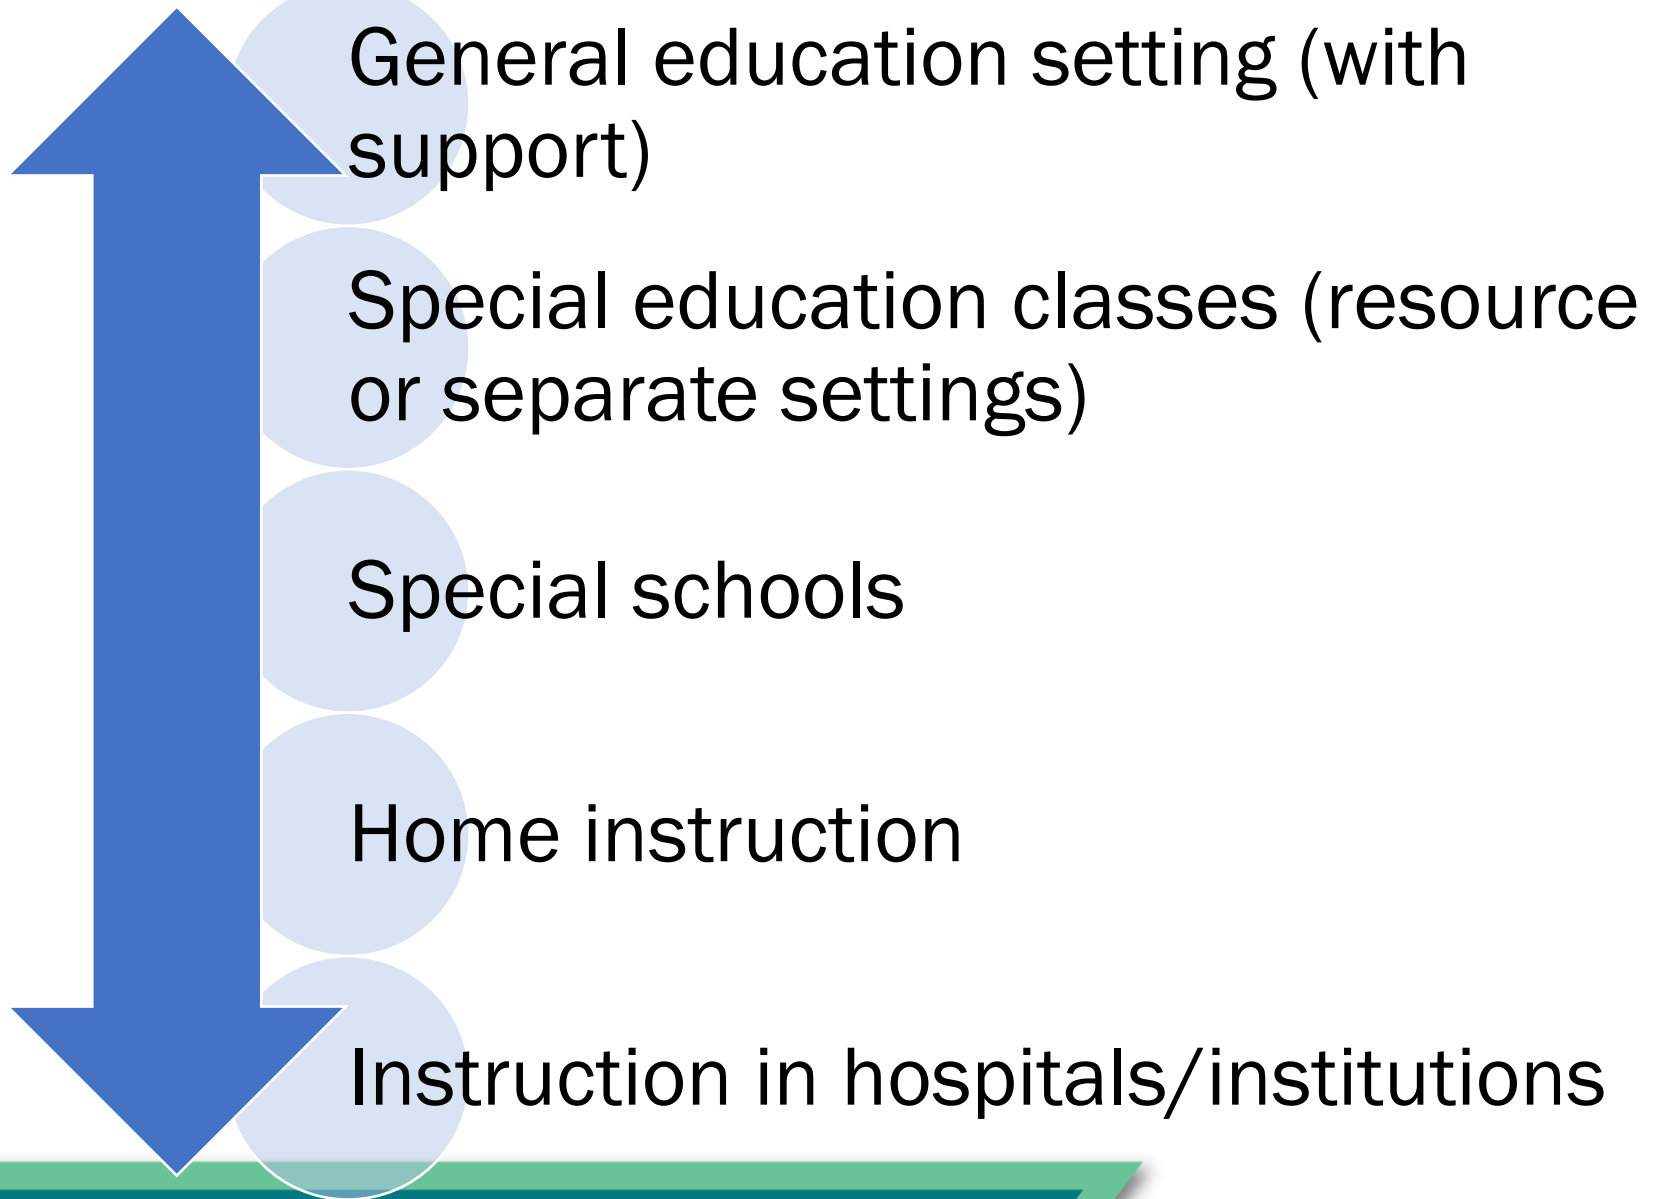 General education setting (with
support)
Special education classes (resource
or separate settings)
Special schools
Home instruction
Instruction in hospitals/institutions